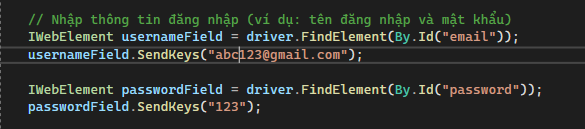 // Nhập thông tin đăng nhập (ví dụ: tên đăng nhập và mật khẩu)
IWebElement usernameField = driver.FindElement(By.Id("email"));
usernameField.SendKeys("abc123@gmail.com");
IWebElement passwordField = driver.FindElement(By.Id("password"));
passwordField.SendKeys("123");